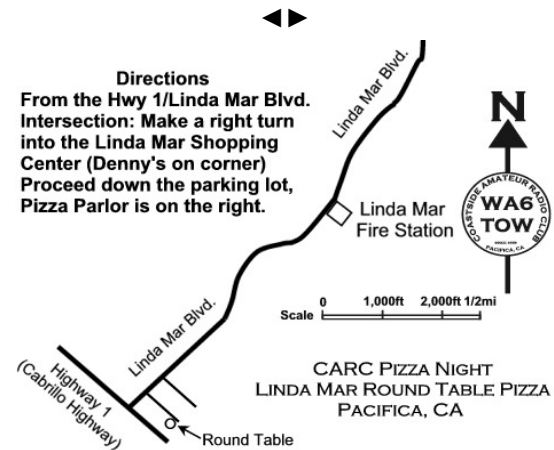 Directions
From the Hwy 1/Linda Mar Blvd.
Intersection: Make a right turn
into the Linda Mar Shopping
Center (Denny's on corner)
Proceed down the parking lot,
Pizza Parlor is on the right.
Linda Mar Blvd.
N
COASTSIDE AMATEUR RADIO CLUB
WA6
TOW
PACIFICA, CA
Linda Mar
Fire Station
0 1,000ft 2,000ft 1/2mi
Scale
Linda Mar Blvd.
Highway 1
(Cabrillo Highway)
Round Table
CARC PIZZA NIGHT
LINDA MAR ROUND TABLE PIZZA
PACIFICA, CA